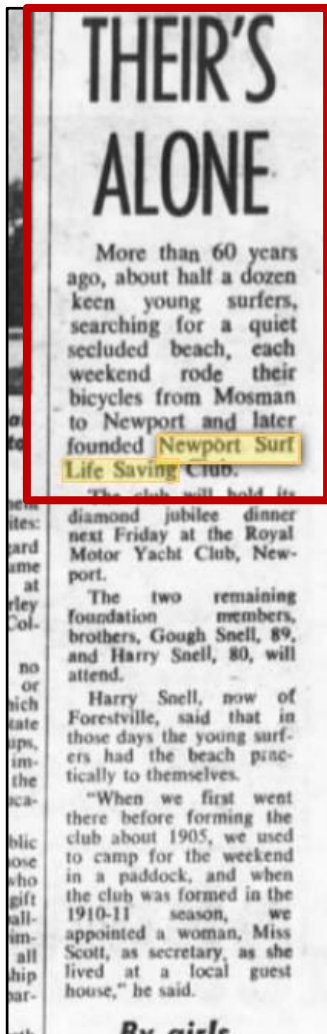 THEIR'S
ALONE
More than 60 years
ago, about half a dozen
keen young surfers,
searching for a quiet
secluded beach, each
weekend rode their
bicycles from Mosman
to Newport and later
founded Newport Surf
Life Saving Club.
The club will hold its
diamond jubilee dinner
next Friday at the Royal
Motor Yacht Club, New-
port.
The two remaining
foundation members,
brothers, Gough Snell, 89,
and Harry Snell, 80, will
attend.
Harry Snell, now of
Forestville, said that in
those days the young surf-
ers had the beach prac-
tically to themselves.
"When we first went
there before forming the
club about 1905, we used
to camp for the weekend
in a paddock, and when
the club was formed in the
1910-11 season, we
appointed a woman, Miss
Scott, as secretary, as she
lived at a local guest
house," he said.
By girls